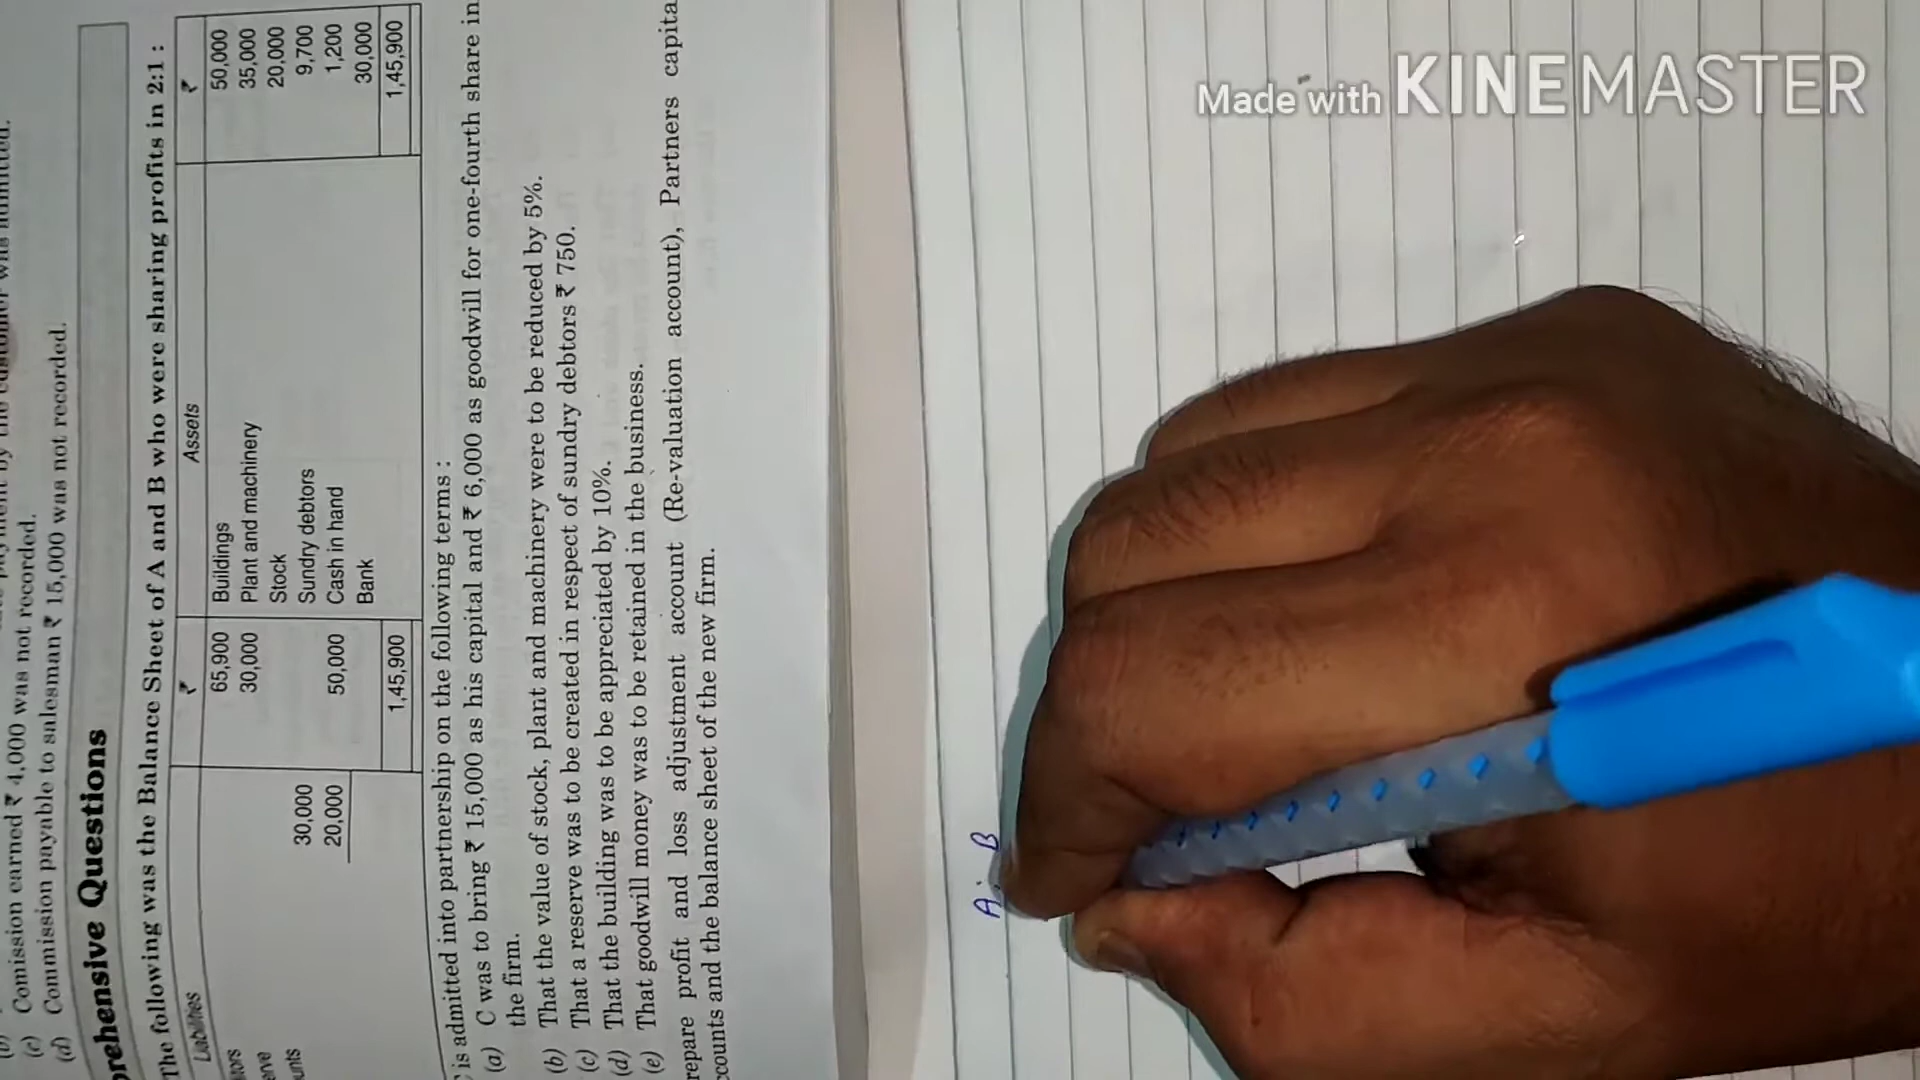 (c) Comission earned ₹ 4,000 was not recorded.
(d) Commission payable to salesman ₹ 15,000 was not recorded.
prehensive Questions
The following was the Balance Sheet of A and B who were sharing profits in 2:1 :
Liabilities ₹ Assets ₹
65,900 Buildings 50,000
30,000 Plant and machinery 35,000
Stock 20,000
30,000 Sundry debtors 9,700
20,000 50,000 Cash in hand 1,200
Bank 30,000
1,45,900 1,45,900
is admitted into partnership on the following terms :
(a) C was to bring ₹ 15,000 as his capital and ₹ 6,000 as goodwill for one-fourth share in
the firm.
(b) That the value of stock, plant and machinery were to be reduced by 5%.
(c) That a reserve was to be created in respect of sundry debtors ₹ 750.
(d) That the building was to be appreciated by 10%.
(e) That goodwill money was to be retained in the business.
repare profit and loss adjustment account (Re-valuation account), Partners capita
ccounts and the balance sheet of the new firm.
A : B
Made with KINEMASTER